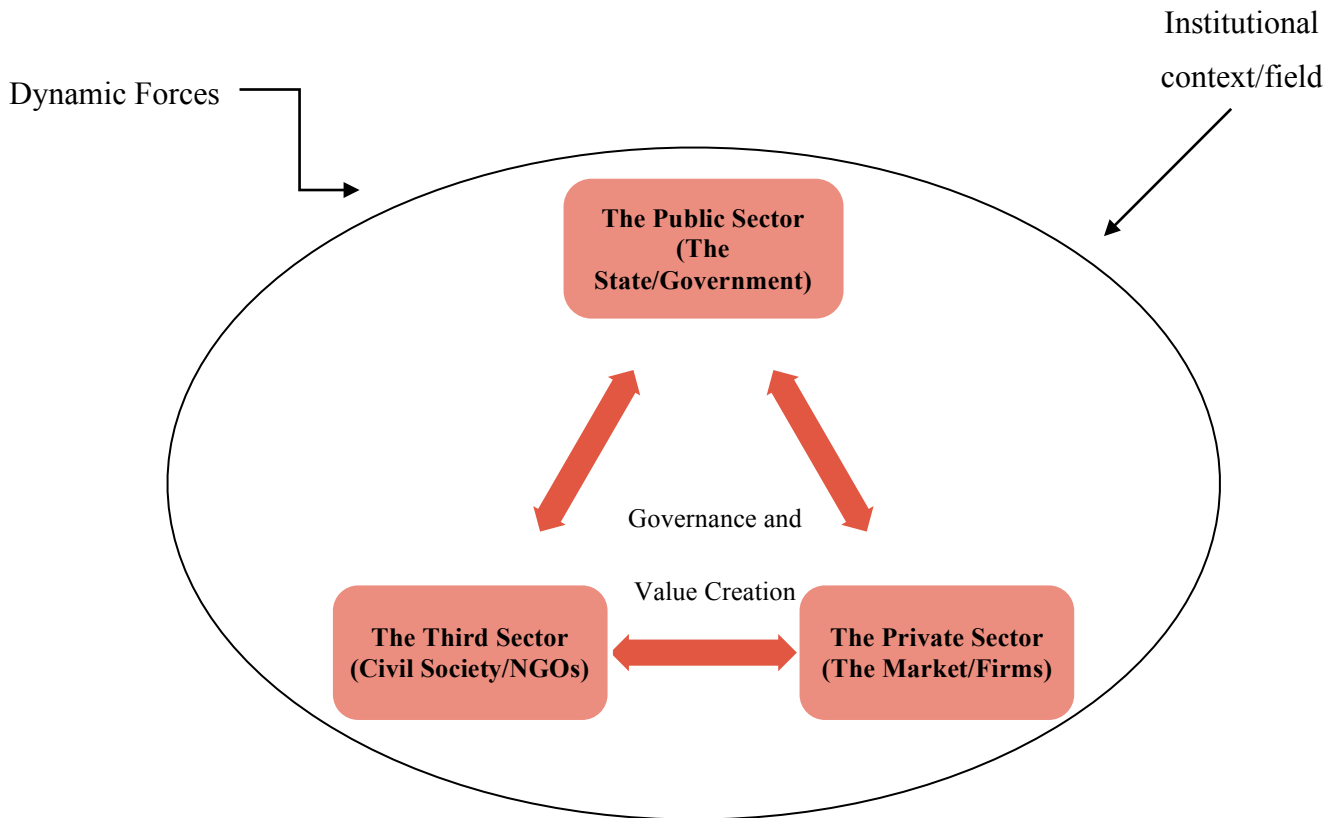 Institutional
context/field
Dynamic Forces
The Public Sector
(The
State/Government)
Governance and
Value Creation
The Third Sector
(Civil Society/NGOs)
The Private Sector
(The Market/Firms)